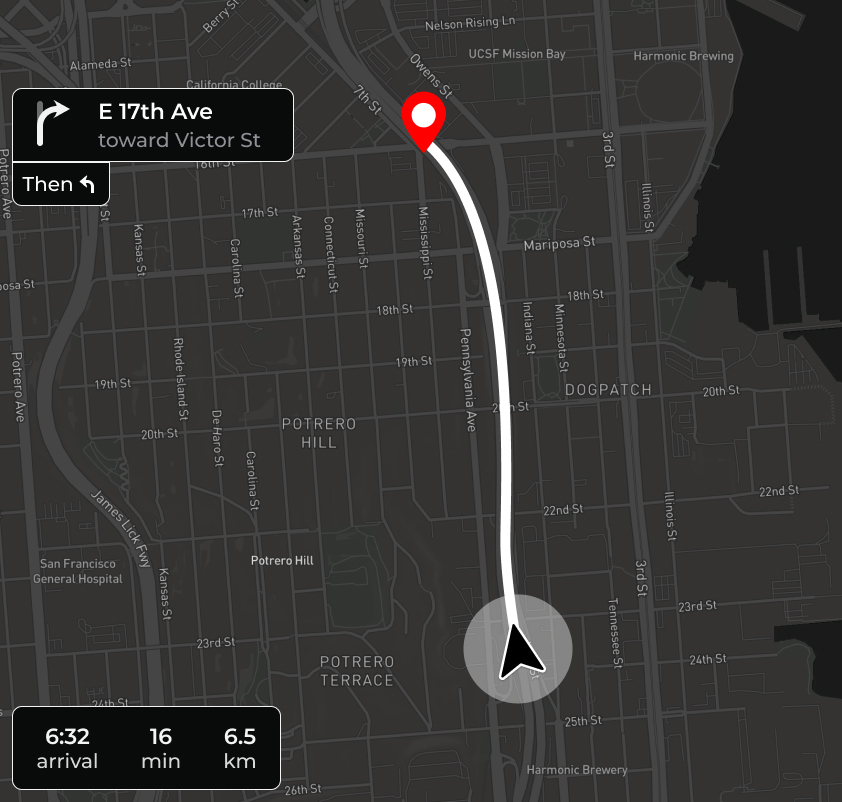 Berry St
Nelson Rising Ln
UCSF Mission Bay
Harmonic Brewing
Alameda St
California College
Owens St
7th St
E 17th Ave
toward Victor St
Then
16th St
3rd St
Potrero Ave
Illinois St
17th St
Kansas St
Carolina St
Arkansas St
Connecticut St
Missouri St
Mississippi St
Mariposa St
18th St
18th St
Indiana St
Minnesota St
Pennsylvania Ave
Rhode Island St
19th St
19th St
Potrero Ave
DOGPATCH
20th St
20th St
20th St
De Haro St
POTRERO
HILL
Carolina St
James Lick Fwy
22nd St
22nd St
Illinois St
San Francisco
General Hospital
Potrero Hill
Kansas St
3rd St
Tennessee St
23rd St
23rd St
24th St
POTRERO
TERRACE
24th St
25th St
6:32
arrival
16
min
6.5
km
Harmonic Brewery
26th St